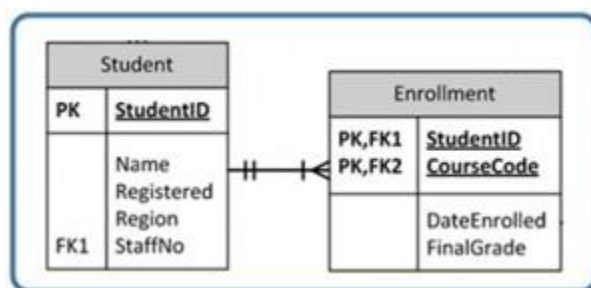 Student
PK StudentID
Name
Registered
Region
FK1 StaffNo
Enrollment
PK,FK1 StudentID
PK,FK2 CourseCode
DateEnrolled
FinalGrade